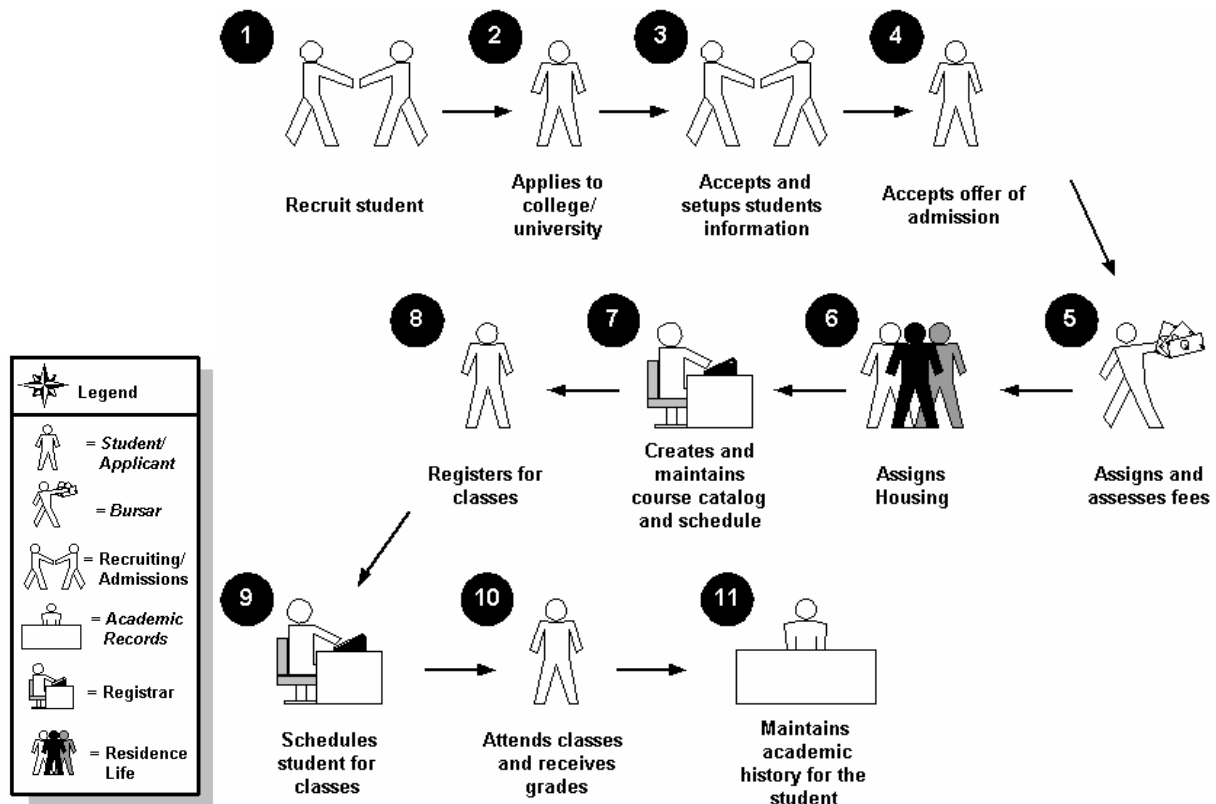 1
2
3
4
Recruit student
Applies to
college/
university
Accepts and
setups students
information
Accepts offer of
admission
8
7
6
5
Registers for
classes
Creates and
maintains
course catalog
and schedule
Assigns
Housing
Assigns and
assesses fees
Legend
= Student/
Applicant
= Bursar
= Recruiting/
Admissions
= Academic
Records
= Registrar
= Residence
Life
9
10
11
Schedules
student for
classes
Attends classes
and receives
grades
Maintains
academic
history for the
student